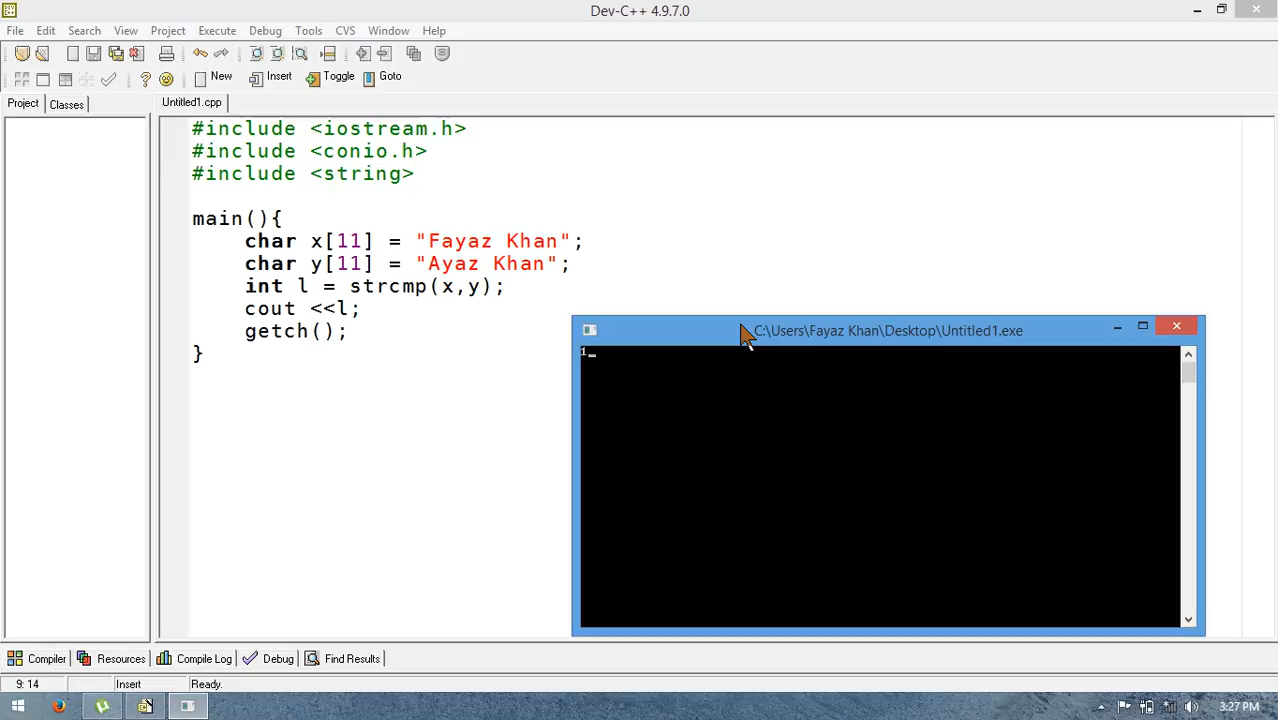 Dev-C++ 4.9.7.0
File Edit Search View Project Execute Debug Tools CVS Window Help
New Insert Toggle Goto
Project Classes Untitled1.cpp
#include <iostream.h>
#include <conio.h>
#include <string>
main(){
char x[11] = "Fayaz Khan";
char y[11] = "Ayaz Khan";
int l = strcmp(x,y);
cout <<l;
getch();
}
C:\Users\Fayaz Khan\Desktop\Untitled1.exe
1_
Compiler Resources Compile Log Debug Find Results
9: 14 Insert Ready.
3:27 PM